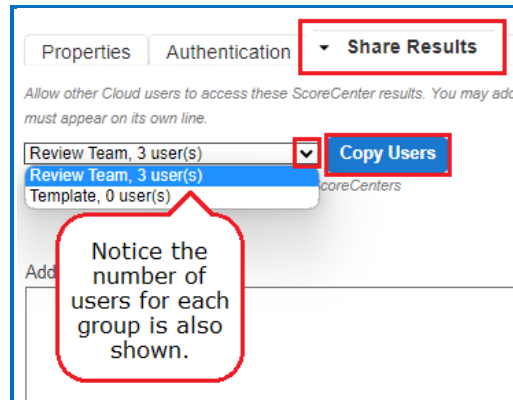 Properties
Authentication
Share Results
Allow other Cloud users to access these ScoreCenter results. You may add
must appear on its own line.
Review Team, 3 user(s)
Copy Users
Review Team, 3 user(s)
Template, 0 user(s)
coreCenters
Notice the
number of
users for each
group is also
shown.
Add